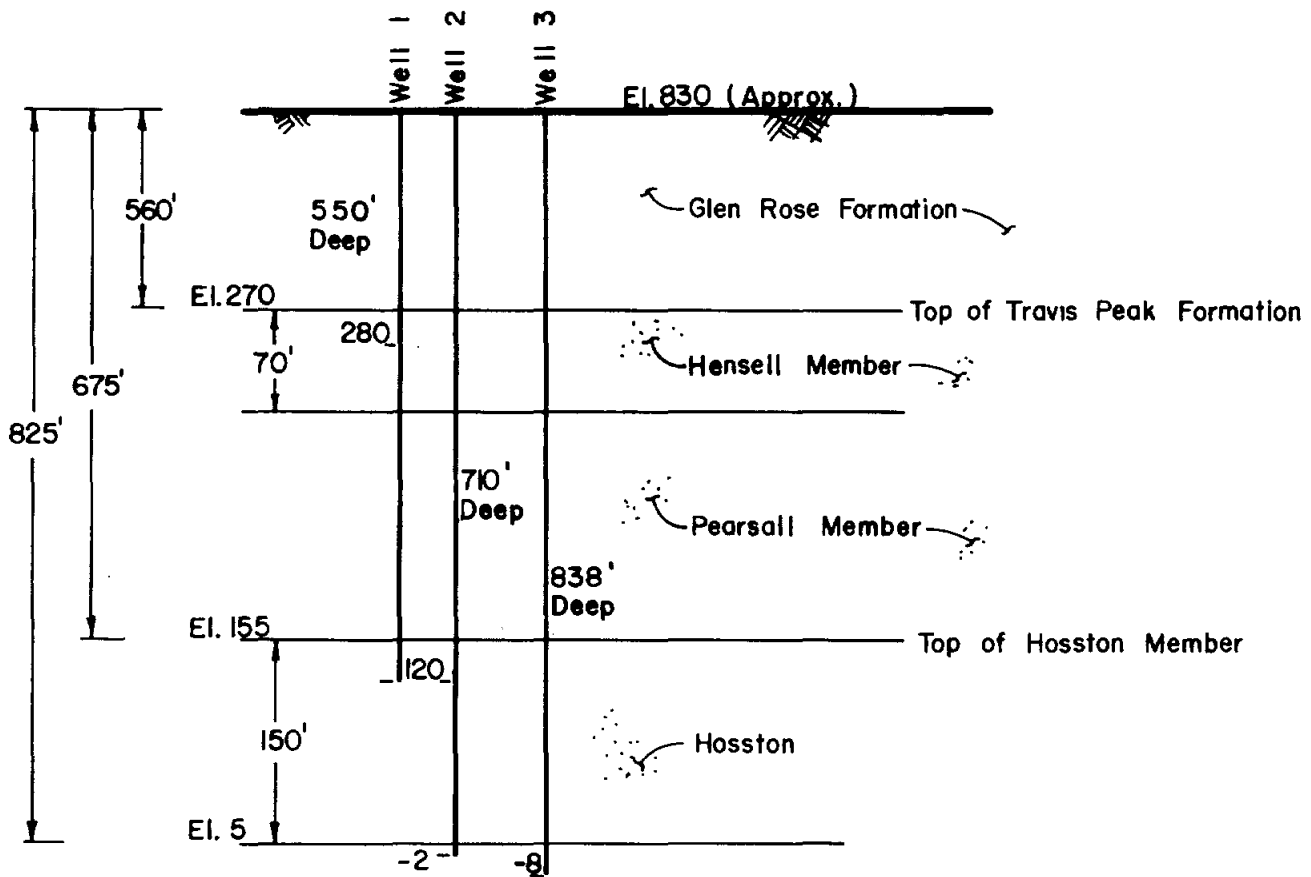 Well 1
Well 2
Well 3
El. 830 (Approx.)
560'
550'
Deep
Glen Rose Formation
El. 270
Top of Travis Peak Formation
280
70'
Hensell Member
675'
825'
710'
Deep
Pearsall Member
838'
Deep
El. 155
Top of Hosston Member
120
150'
Hosston
El. 5
-2
-8